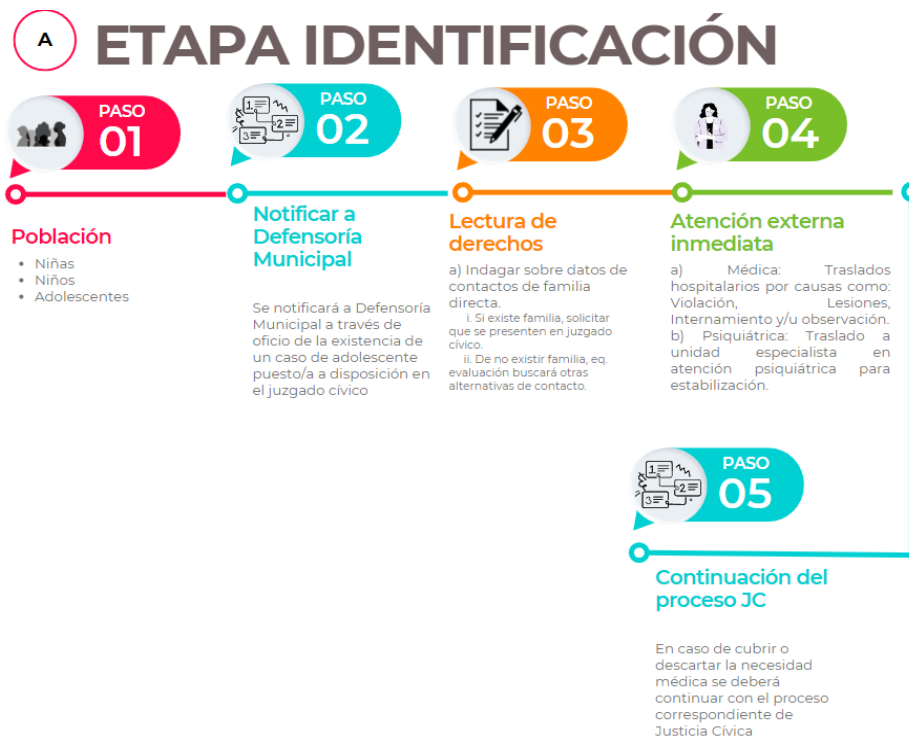 A
ETAPA IDENTIFICACIÓN
PASO
01
Población
• Niñas
• Niños
• Adolescentes
PASO
02
1.
2
3
Notificar a
Defensoría
Municipal
Se notificará a Defensoría
Municipal a través de
oficio de la existencia de
un caso de adolescente
puesto/a a disposición en
el juzgado cívico
PASO
03
Lectura de
derechos
a) Indagar sobre datos de
contactos de familia
directa.
i. Si existe familia, solicitar
que se presenten en juzgado
cívico.
ii. De no existir familia, eq.
evaluación buscará otras
alternativas de contacto.
PASO
04
Atención externa
inmediata
a) Médica: Traslados
hospitalarios por causas como:
Violación, Lesiones,
Internamiento y/u observación.
b) Psiquiátrica: Traslado a
unidad especialista en
atención psiquiátrica para
estabilización.
PASO
05
1.
2
3
Continuación del
proceso JC
En caso de cubrir o
descartar la necesidad
médica se deberá
continuar con el proceso
correspondiente de
Justicia Cívica